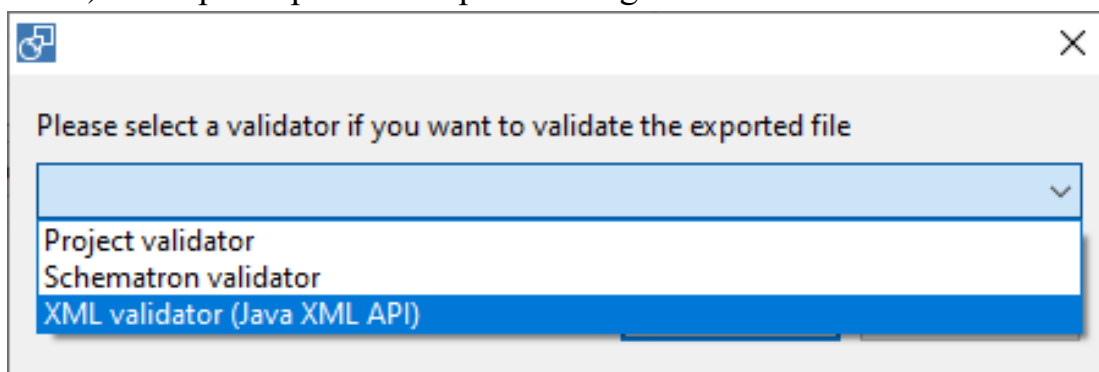 Please select a validator if you want to validate the exported file
Project validator
Schematron validator
XML validator (Java XML API)